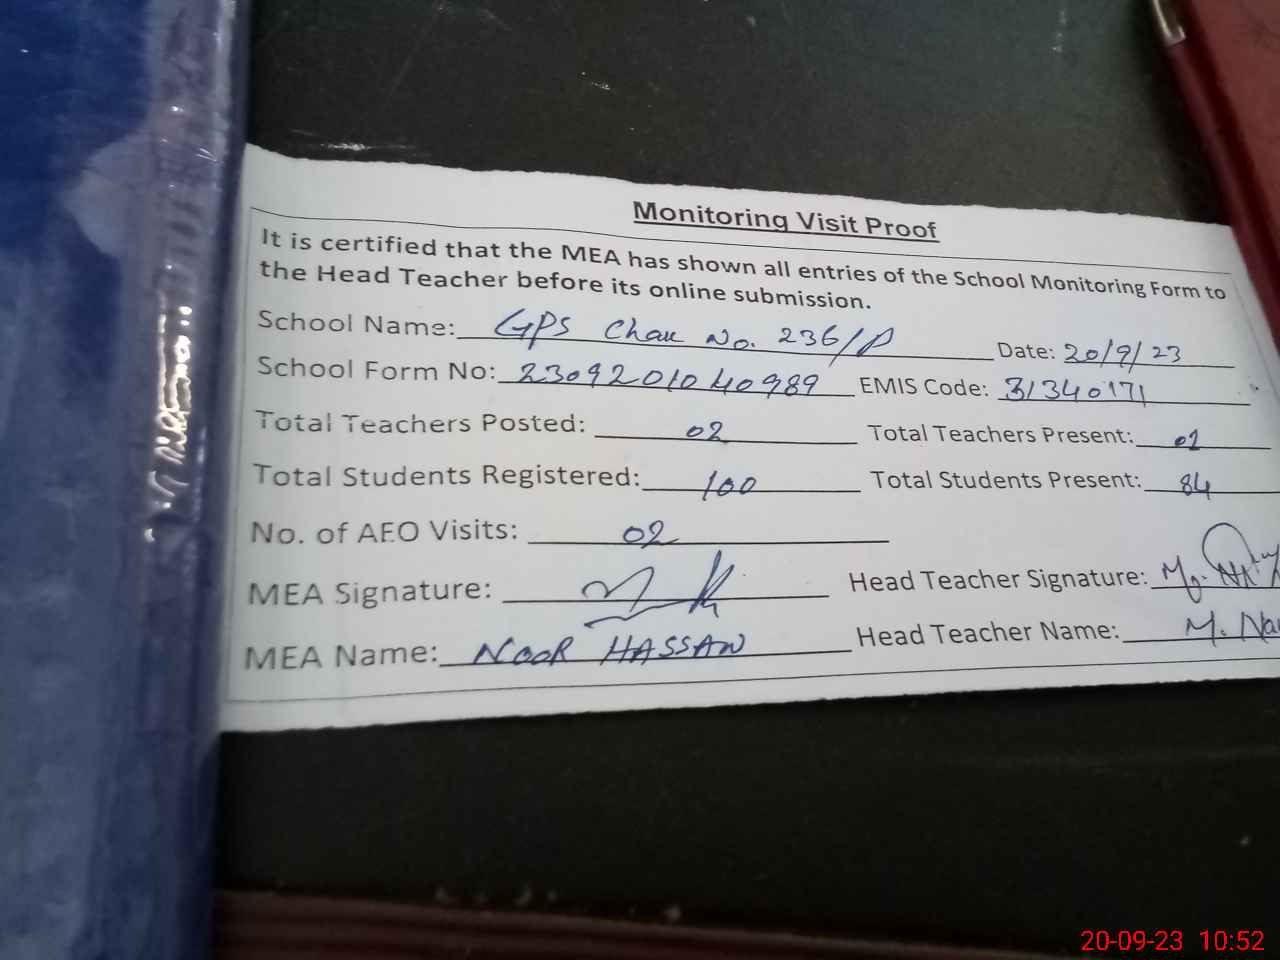 Monitoring Visit Proof
It is certified that the MEA has shown all entries of the School Monitoring Form to
the Head Teacher before its online submission.
School Name: GPS Chak No. 236/P Date: 20/9/23
School Form No: 2309201040989 EMIS Code: 31340171
Total Teachers Posted: 02 Total Teachers Present:
Total Students Registered: 100 Total Students Present: 84
No. of AEO Visits: 02
MEA Signature: Head Teacher Signature:
MEA Name: NOOR HASSAN Head Teacher Name: M.
20-09-23 10:52